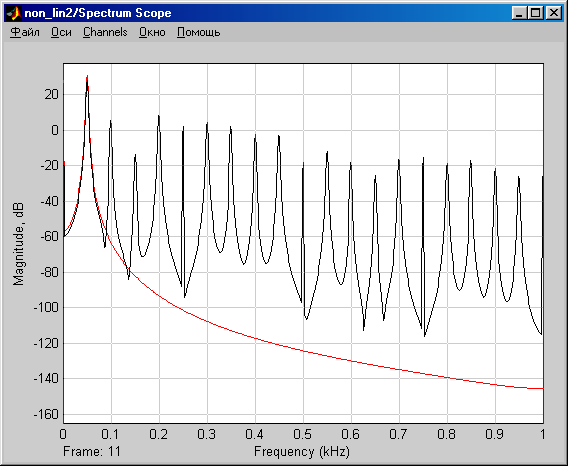 non_lin2/Spectrum Scope
Файл Оси Channels Окно Помощь
Magnitude, dB
20
0
-20
-40
-60
-80
-100
-120
-140
-160
0 0.1 0.2 0.3 0.4 0.5 0.6 0.7 0.8 0.9 1
Frame: 11 Frequency (kHz)